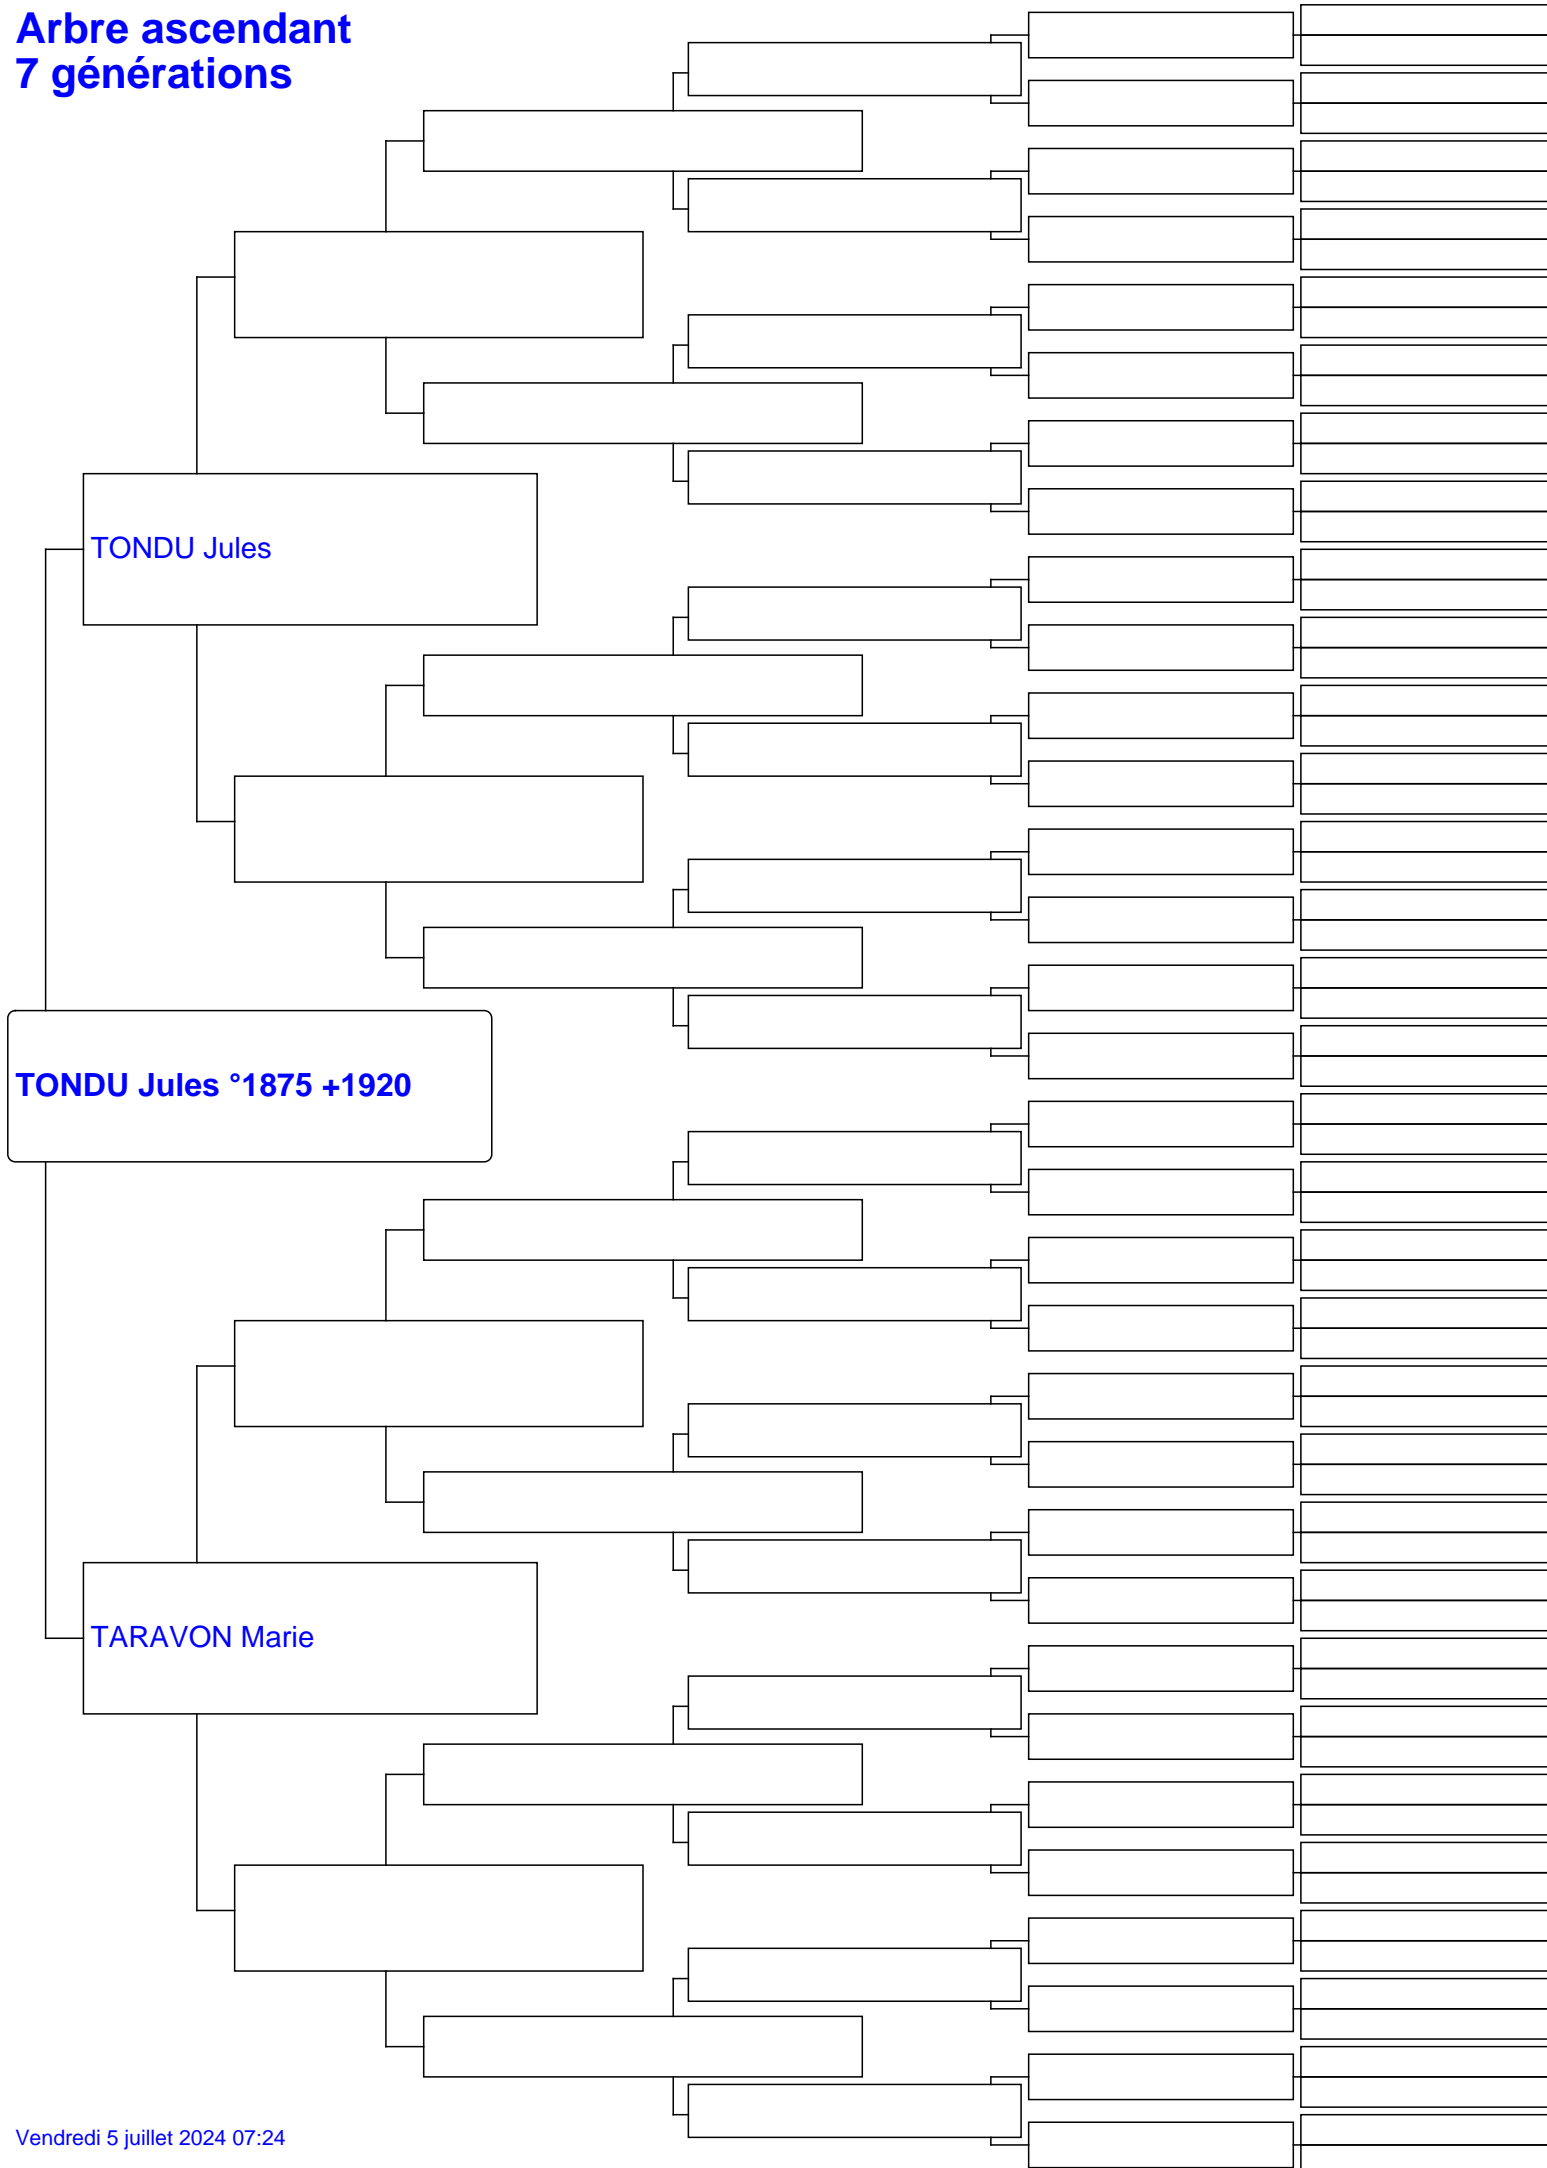 Arbre ascendant
7 générations
TONDU Jules
TONDU Jules °1875 +1920
TARAVON Marie
Vendredi 5 juillet 2024 07:24